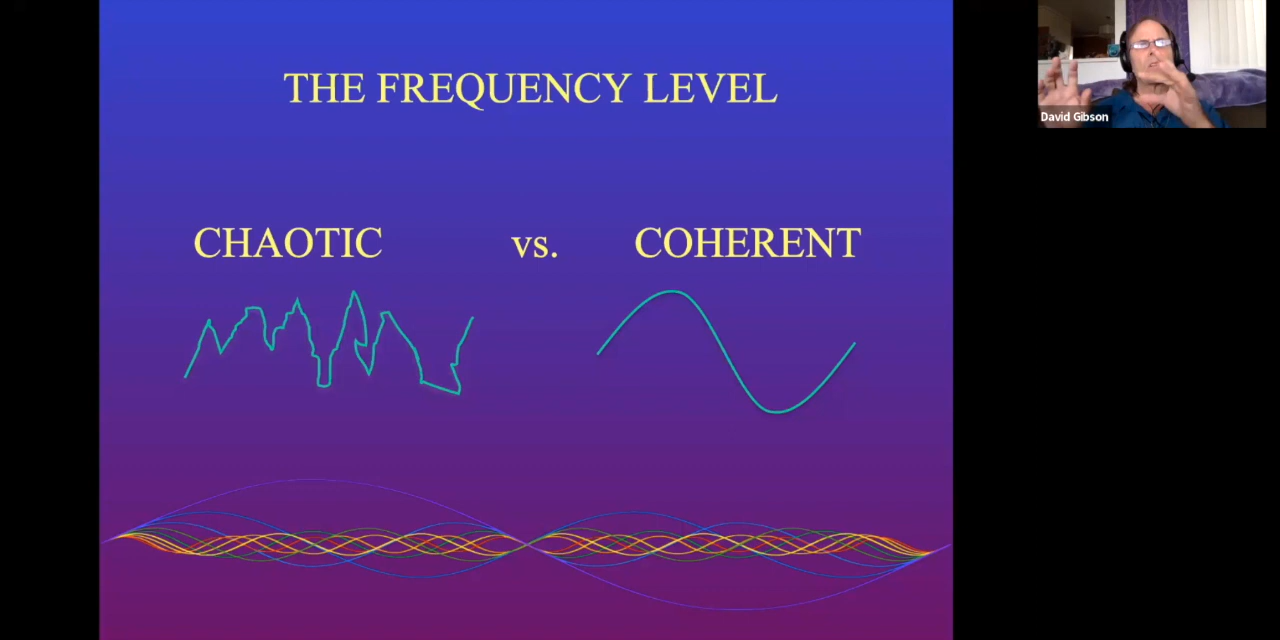 THE FREQUENCY LEVEL
CHAOTIC vs. COHERENT
David Gibson